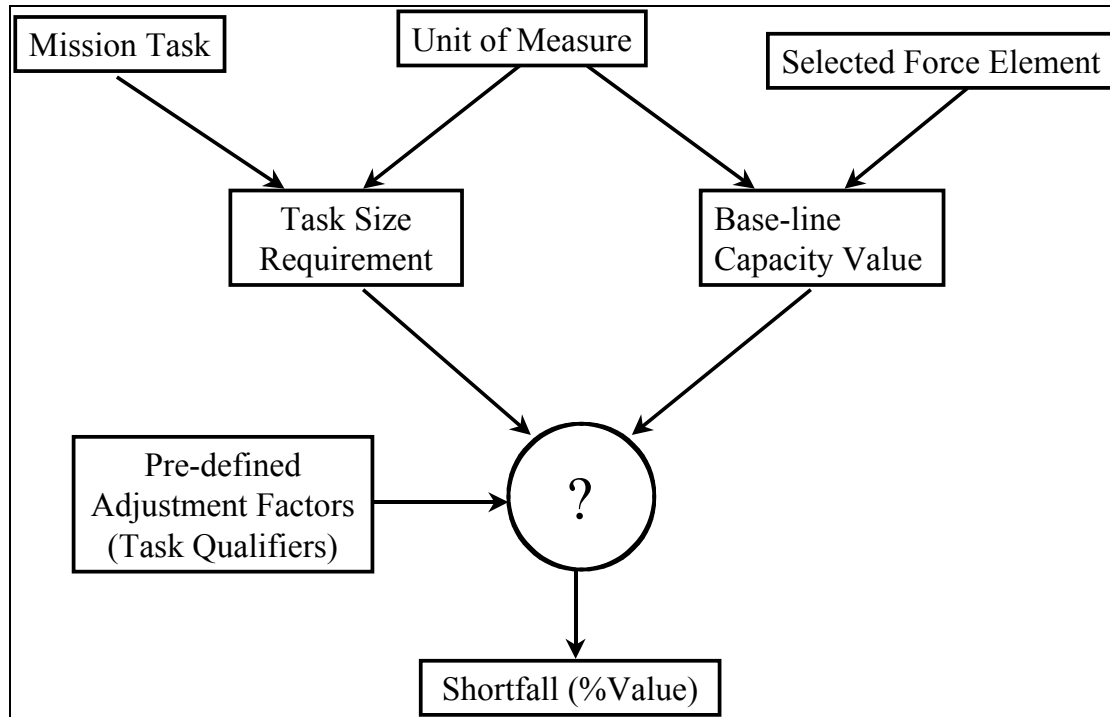 Mission Task
Unit of Measure
Selected Force Element
Task Size
Requirement
Base-line
Capacity Value
Pre-defined
Adjustment Factors
(Task Qualifiers)
?
Shortfall (%Value)